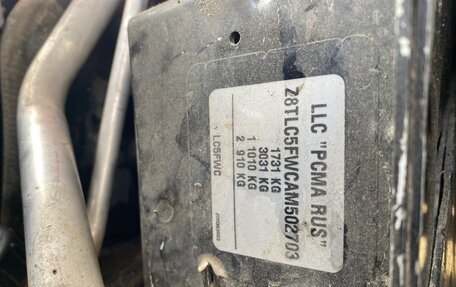 LLC "PCMA RUS"
Z8TLC5FWCAM502703
1731 KG
3031 KG
1 1010 KG
2 910 KG
LC5FWC